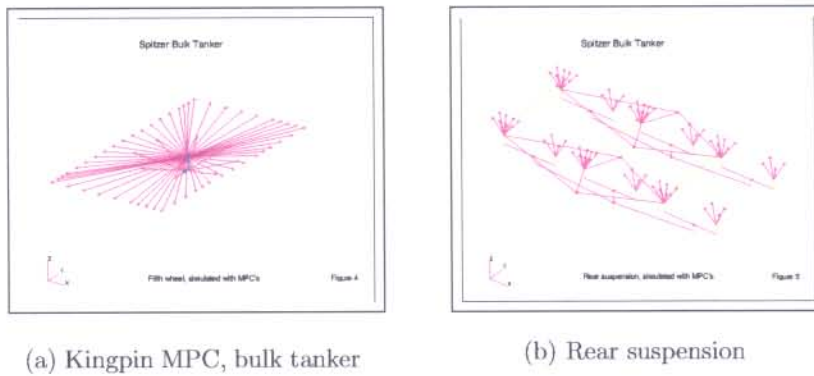 Spitzer Bulk Tanker
Fifth wheel, simulated with MPC's
Figure 4
(a) Kingpin MPC, bulk tanker
Spitzer Bulk Tanker
Rear suspension, simulated with MPC's
Figure 5
(b) Rear suspension